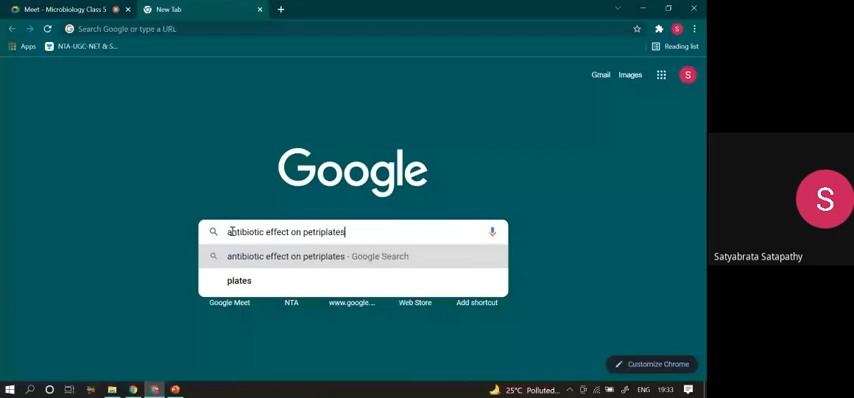 Meet - Microbiology Class 5
New Tab
Search Google or type a URL
S
Apps
NTA-UGC-NET & S...
Reading list
Gmail
Images
S
Google
antibiotic effect on petriplates
antibiotic effect on petriplates - Google Search
plates
Google Meet
NTA
www.google....
Web Store
Add shortcut
Customize Chrome
25°C Polluted...
ENG
19:33
S
Satyabrata Satapathy